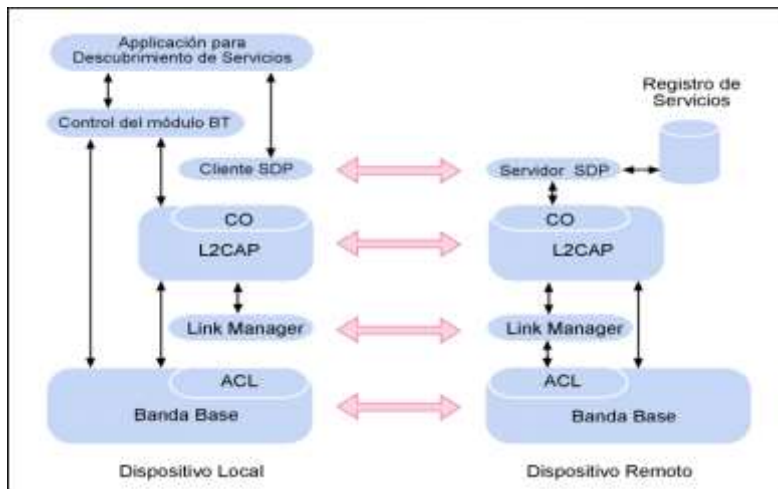 Applicación para
Descubrimiento de Servicios
Control del módulo BT
Cliente SDP
CO
L2CAP
Link Manager
ACL
Banda Base
Dispositivo Local
Registro de
Servicios
Servidor SDP
CO
L2CAP
Link Manager
ACL
Banda Base
Dispositivo Remoto